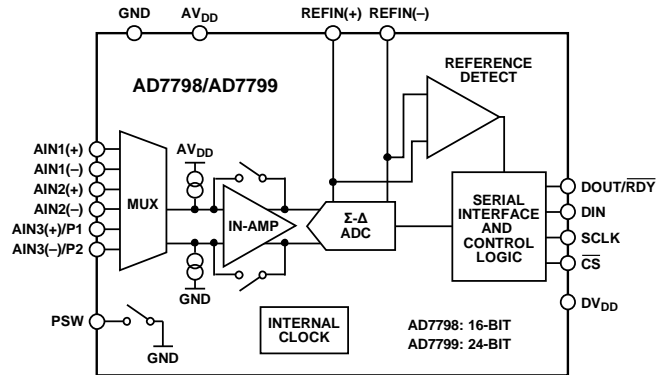 GND
AVDD
REFIN(+)
REFIN(–)
AD7798/AD7799
REFERENCE
DETECT
AIN1(+)
AIN1(–)
AIN2(+)
AIN2(–)
AIN3(+)/P1
AIN3(–)/P2
MUX
AVDD
IN-AMP
GND
Σ-Δ
ADC
SERIAL
INTERFACE
AND
CONTROL
LOGIC
DOUT/RDY
DIN
SCLK
CS
DVDD
PSW
GND
INTERNAL
CLOCK
AD7798: 16-BIT
AD7799: 24-BIT